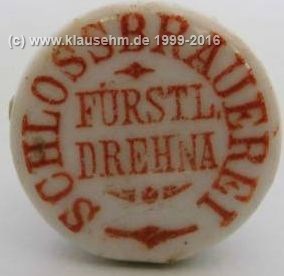 (c) www.klausehm.de 1999-2016
SCHLOSSBRAUEREI
FÜRSTL.
DREHNA